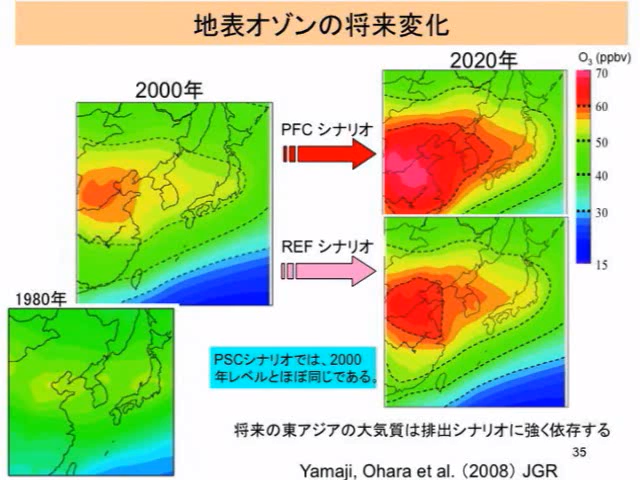 地表オゾンの将来変化
2020年
O3 (ppbv)
2000年
70
PFC シナリオ
60
50
40
REF シナリオ
30
15
1980年
PSCシナリオでは、2000
年レベルとほぼ同じである。
将来の東アジアの大気質は排出シナリオに強く依存する
35
Yamaji, Ohara et al. (2008) JGR